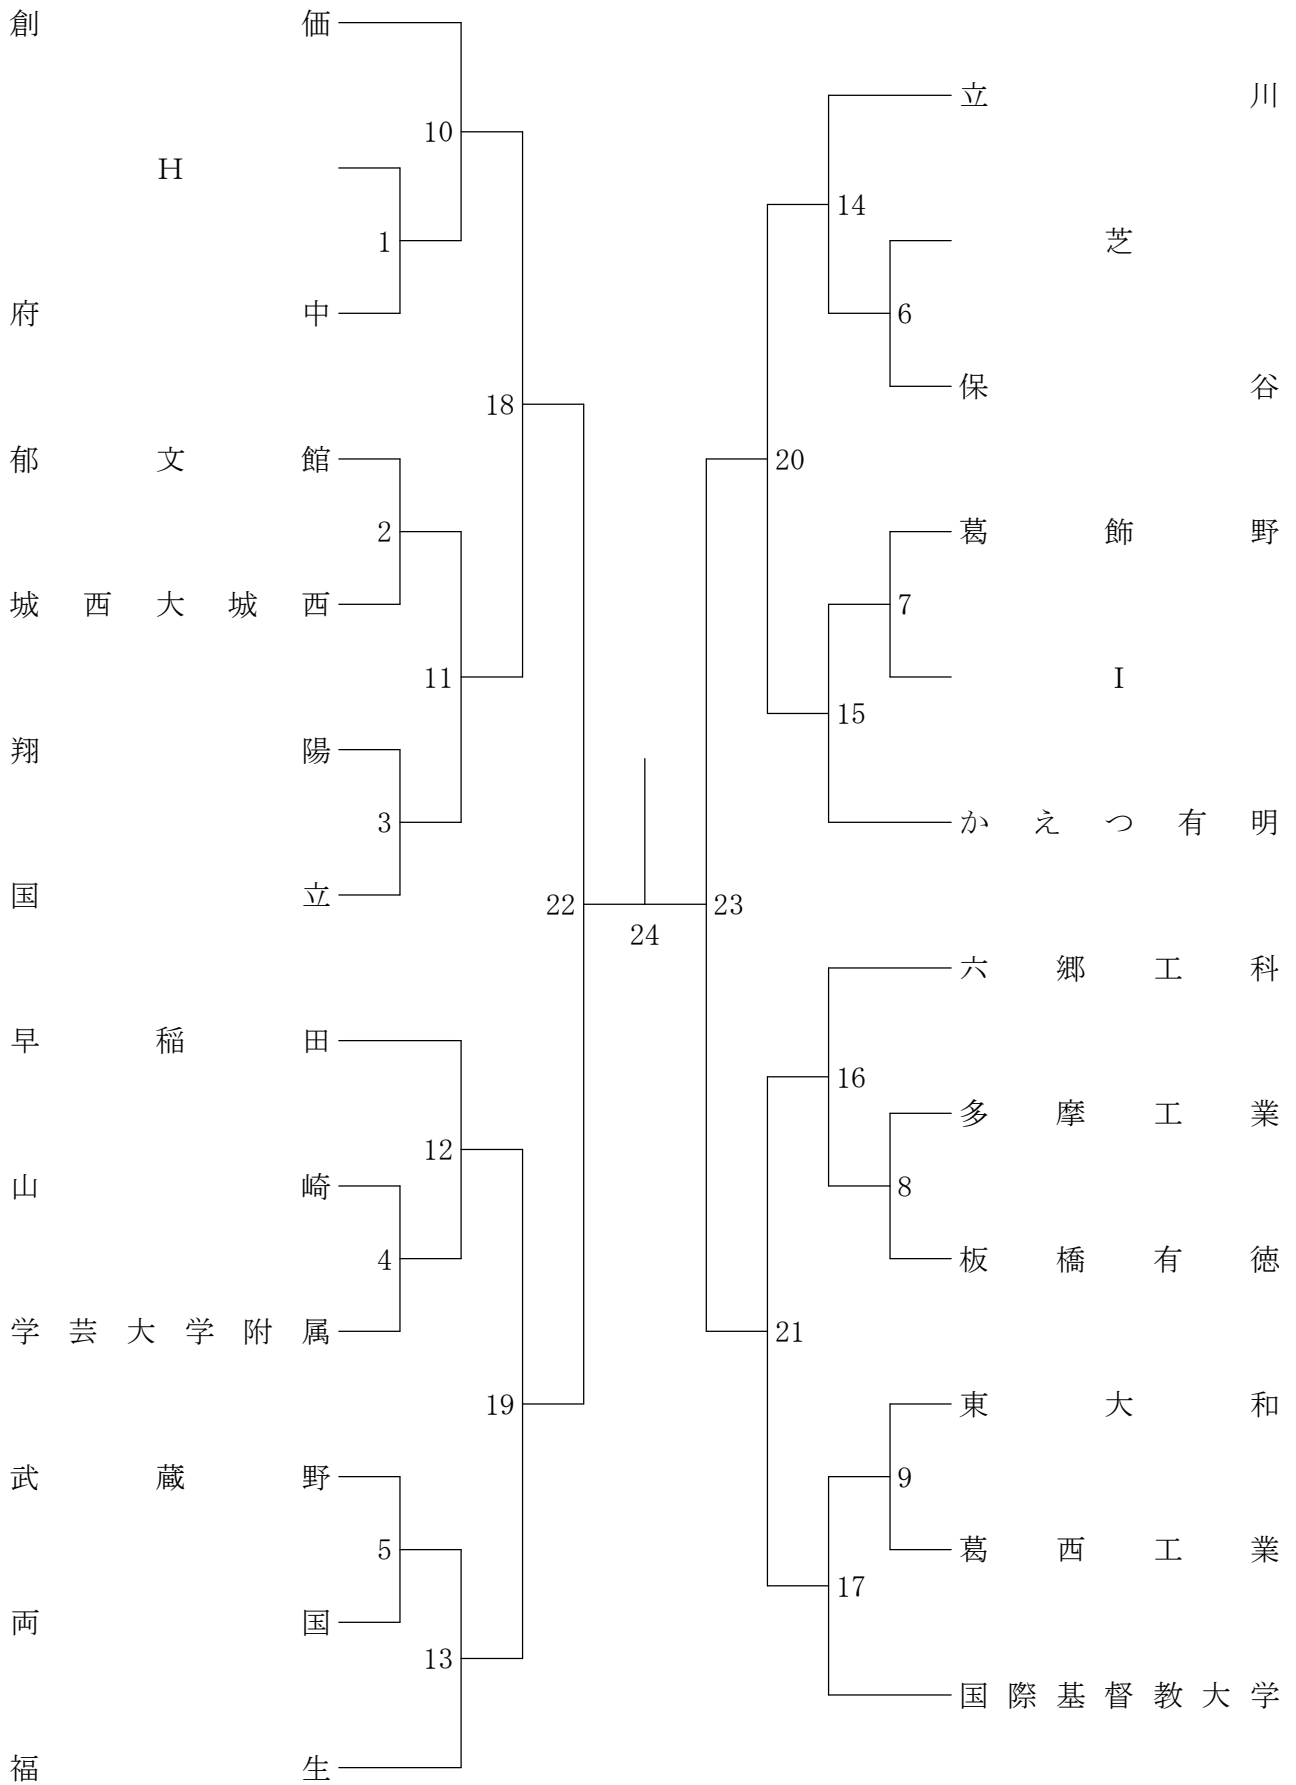 創価
10
H
1
府中
18
郁文館
2
城西大城西
11
翔陽
3
国立
22
早稲田
12
山崎
4
学芸大学附属
19
武蔵野
5
両国
13
福生
24
立川
14
芝
6
保谷
20
葛飾野
7
I
15
かえつ有明
23
六郷工科
16
多摩工業
8
板橋有徳
21
東大和
9
葛西工業
17
国際基督教大学